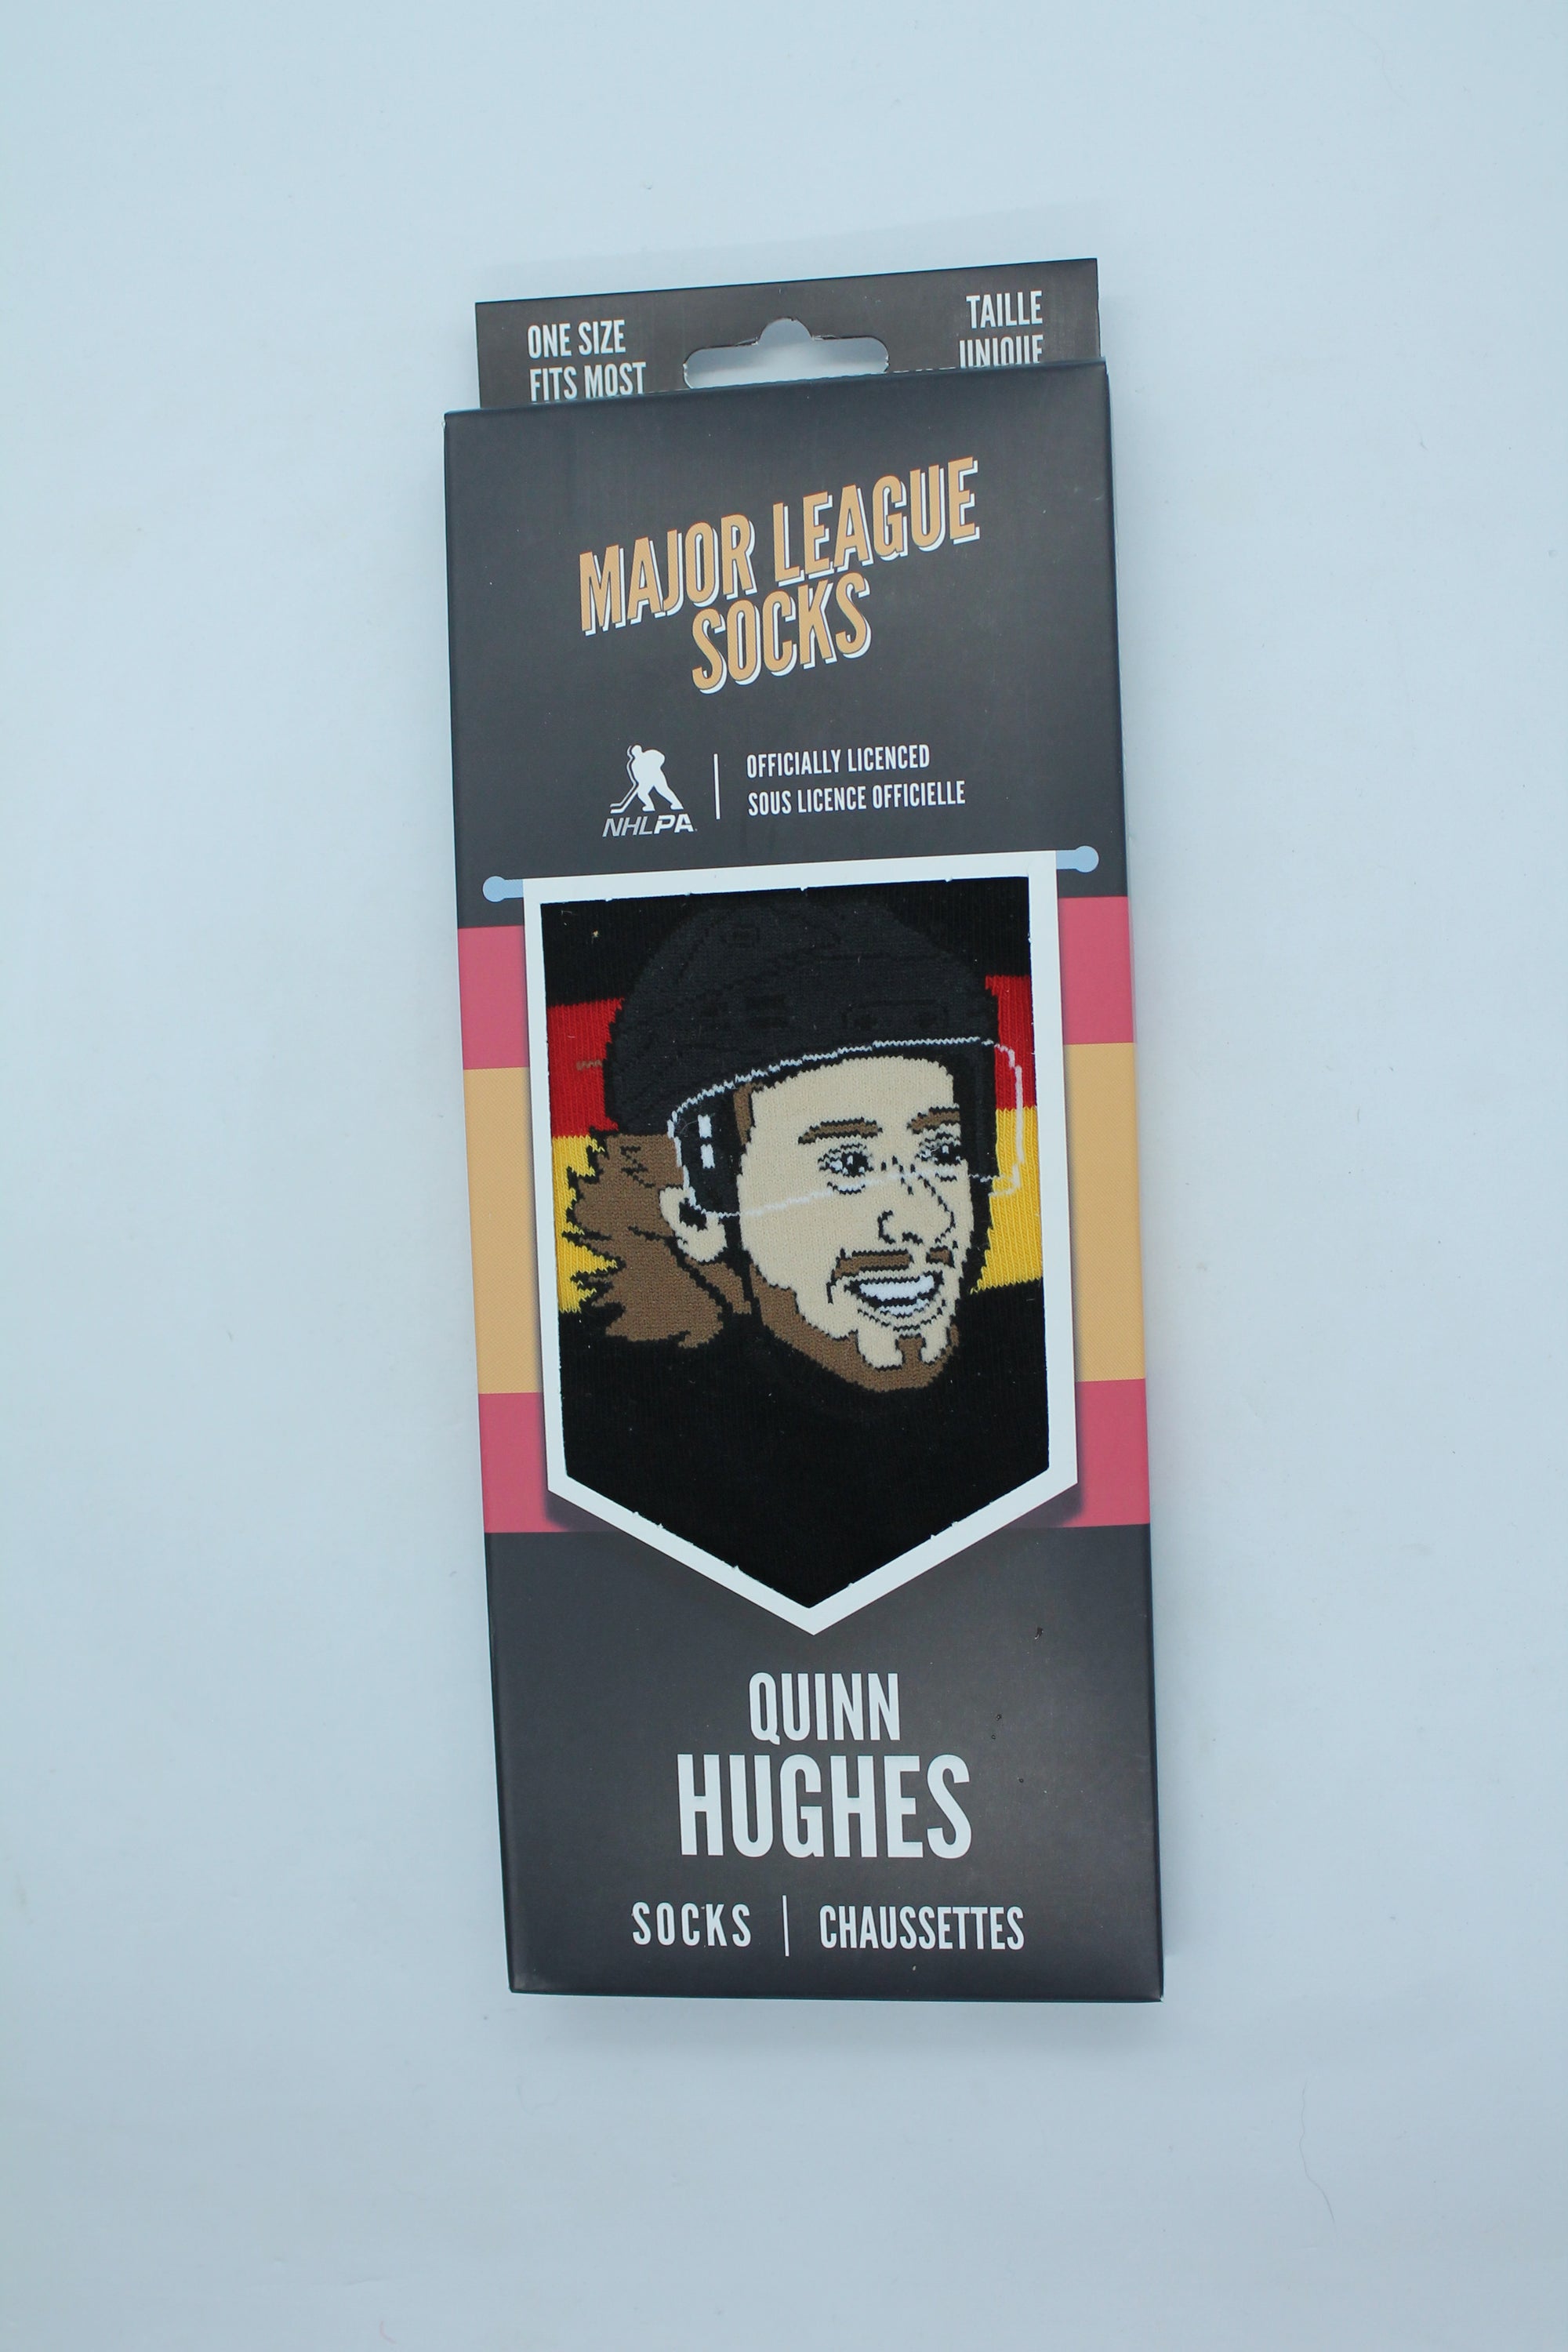 ONE SIZE
FITS MOST
TAILLE
UNIQUE
MAJOR LEAGUE
SOCKS
NHLPA
OFFICIALLY LICENCED
SOUS LICENCE OFFICIELLE
QUINN
HUGHES
SOCKS | CHAUSSETTES